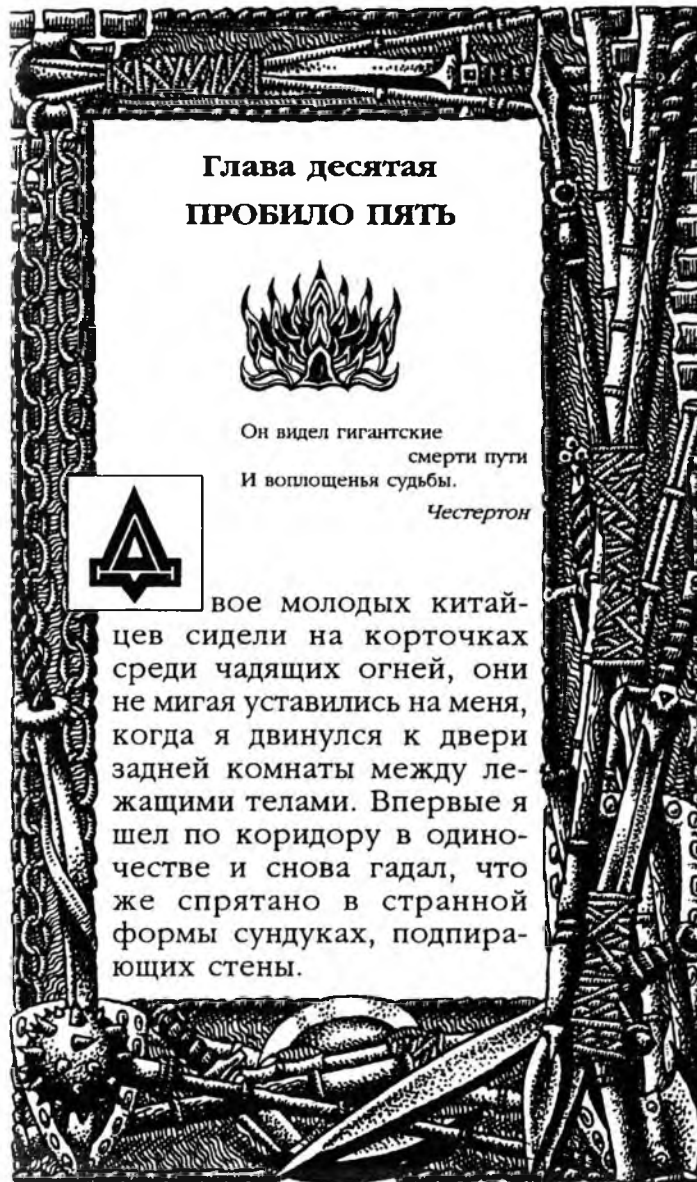 Глава десятая
ПРОБИЛО ПЯТЬ
Он видел гигантские
смерти пути
И воплощенья судьбы.
Честертон
Двое молодых китай-
цев сидели на корточках
среди чадящих огней, они
не мигая уставились на меня,
когда я двинулся к двери
задней комнаты между ле-
жащими телами. Впервые я
шел по коридору в одино-
честве и снова гадал, что
же спрятано в странной
формы сундуках, подпира-
ющих стены.